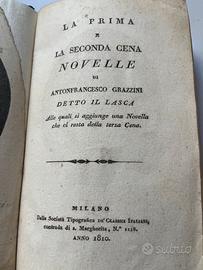 LA PRIMA
E
LA SECONDA CENA
NOVELLE
DI
ANTONFRANCESCO GRAZZINI
DETTO IL LASCA
Alle quali si aggiunge una Novella
che ci resta della terza Cena.
MILANO
Dalla Società Tipografica de' Classici Italiani,
contrada di s. Margherita, N.° 1118.
ANNO 1810.
subito